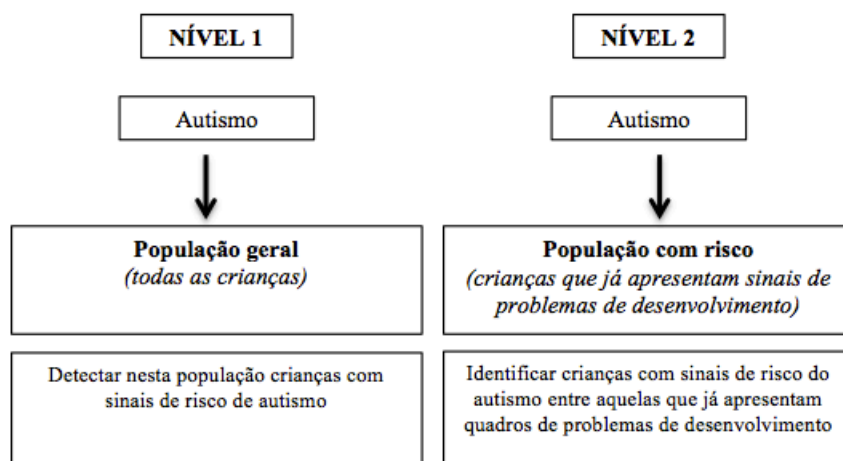 NÍVEL 1
Autismo
População geral
(todas as crianças)
Detectar nesta população crianças com
sinais de risco de autismo
NÍVEL 2
Autismo
População com risco
(crianças que já apresentam sinais de
problemas de desenvolvimento)
Identificar crianças com sinais de risco do
autismo entre aquelas que já apresentam
quadros de problemas de desenvolvimento